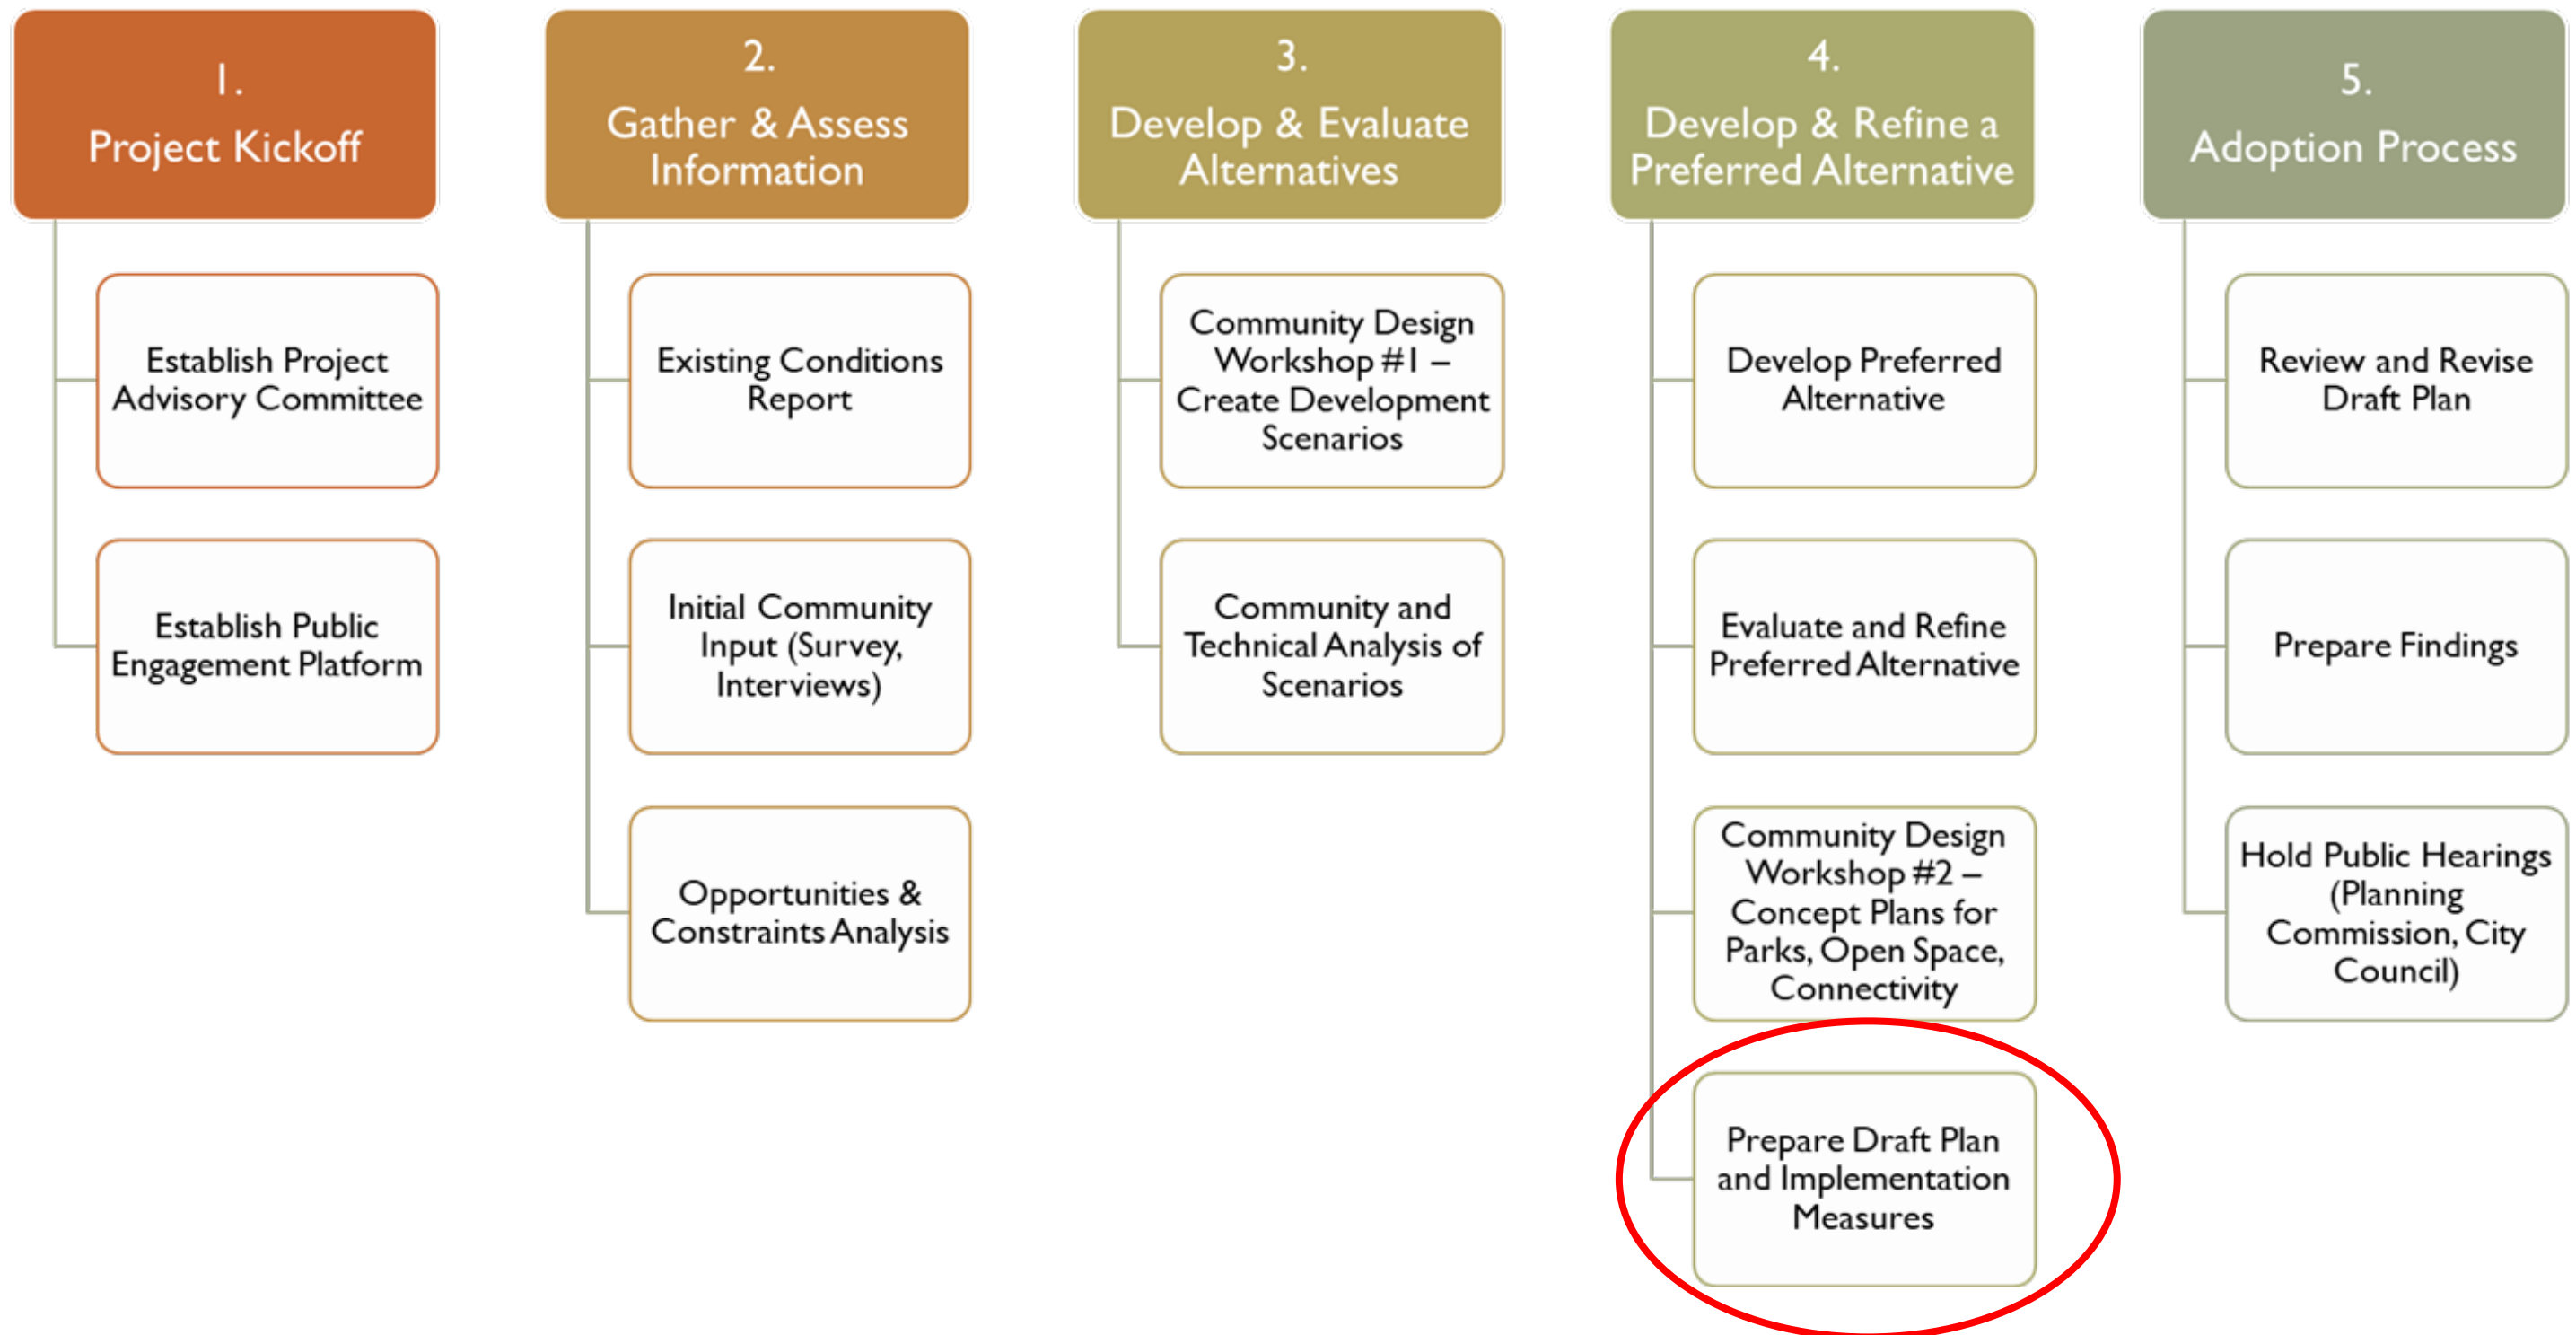 1.
Project Kickoff
Establish Project
Advisory Committee
Establish Public
Engagement Platform
2.
Gather & Assess
Information
Existing Conditions
Report
Initial Community
Input (Survey,
Interviews)
Opportunities &
Constraints Analysis
3.
Develop & Evaluate
Alternatives
Community Design
Workshop #1 –
Create Development
Scenarios
Community and
Technical Analysis of
Scenarios
4.
Develop & Refine a
Preferred Alternative
Develop Preferred
Alternative
Evaluate and Refine
Preferred Alternative
Community Design
Workshop #2 –
Concept Plans for
Parks, Open Space,
Connectivity
Prepare Draft Plan
and Implementation
Measures
5.
Adoption Process
Review and Revise
Draft Plan
Prepare Findings
Hold Public Hearings
(Planning
Commission, City
Council)